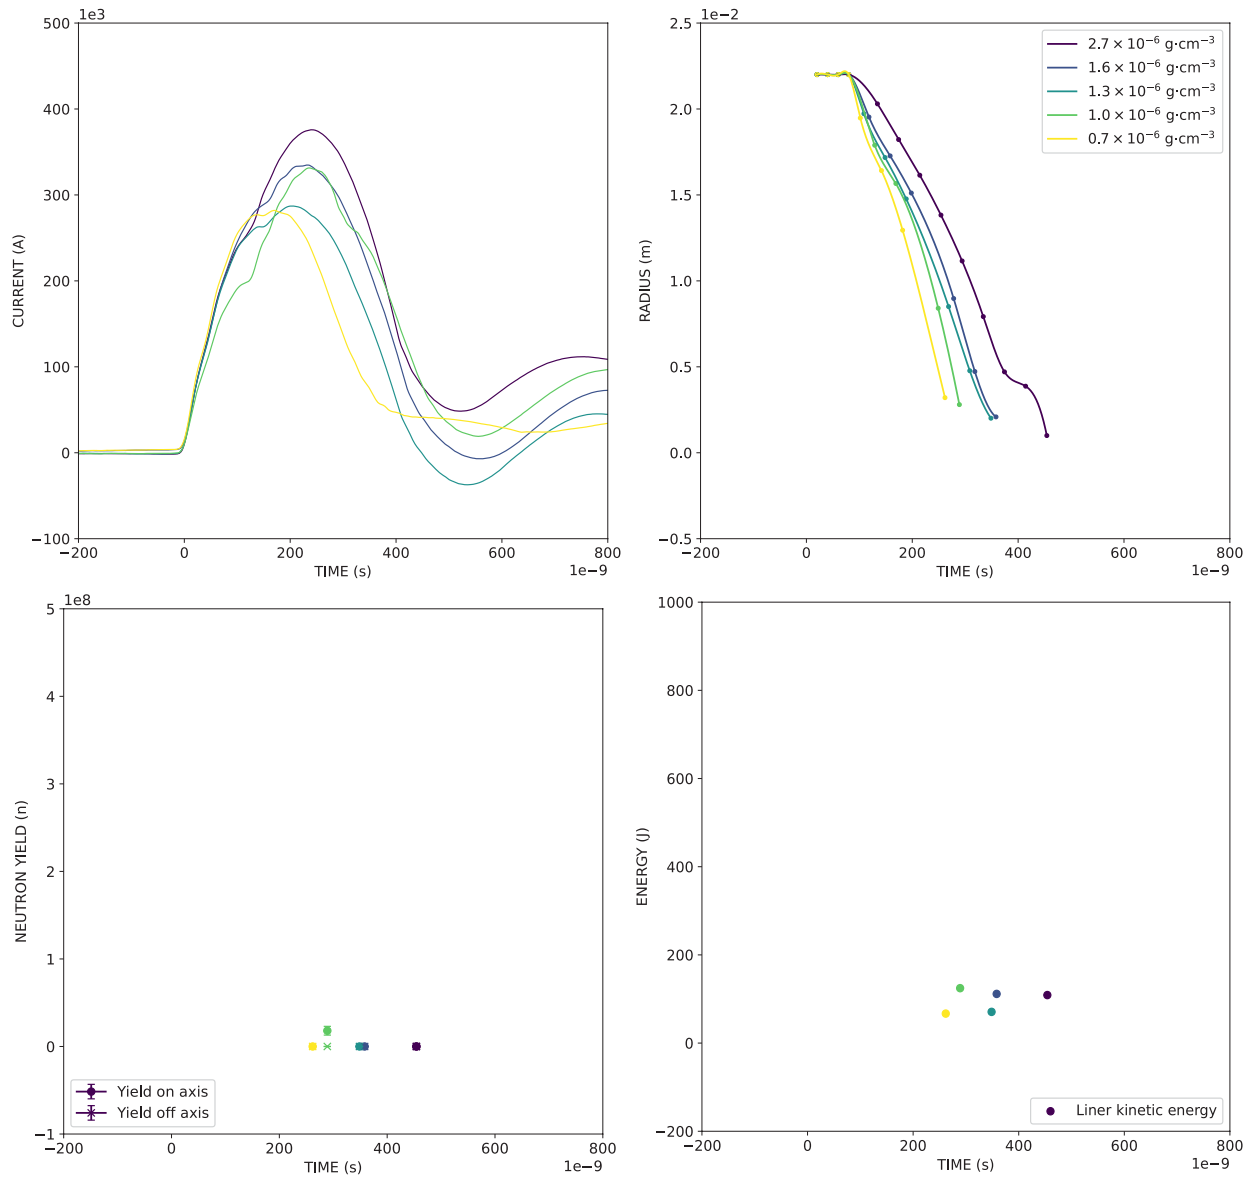 1e3
500
400
300
200
100
0
−100
CURRENT (A)
−200
0
200
400
600
800
TIME (s)
1e−9
1e−2
2.5
2.0
1.5
1.0
0.5
0.0
−0.5
RADIUS (m)
2.7 × 10⁻⁶ g·cm⁻³
1.6 × 10⁻⁶ g·cm⁻³
1.3 × 10⁻⁶ g·cm⁻³
1.0 × 10⁻⁶ g·cm⁻³
0.7 × 10⁻⁶ g·cm⁻³
−200
0
200
400
600
800
TIME (s)
1e−9
1e8
5
4
3
2
1
0
−1
NEUTRON YIELD (n)
Yield on axis
Yield off axis
−200
0
200
400
600
800
TIME (s)
1e−9
1000
800
600
400
200
0
−200
ENERGY (J)
Liner kinetic energy
−200
0
200
400
600
800
TIME (s)
1e−9